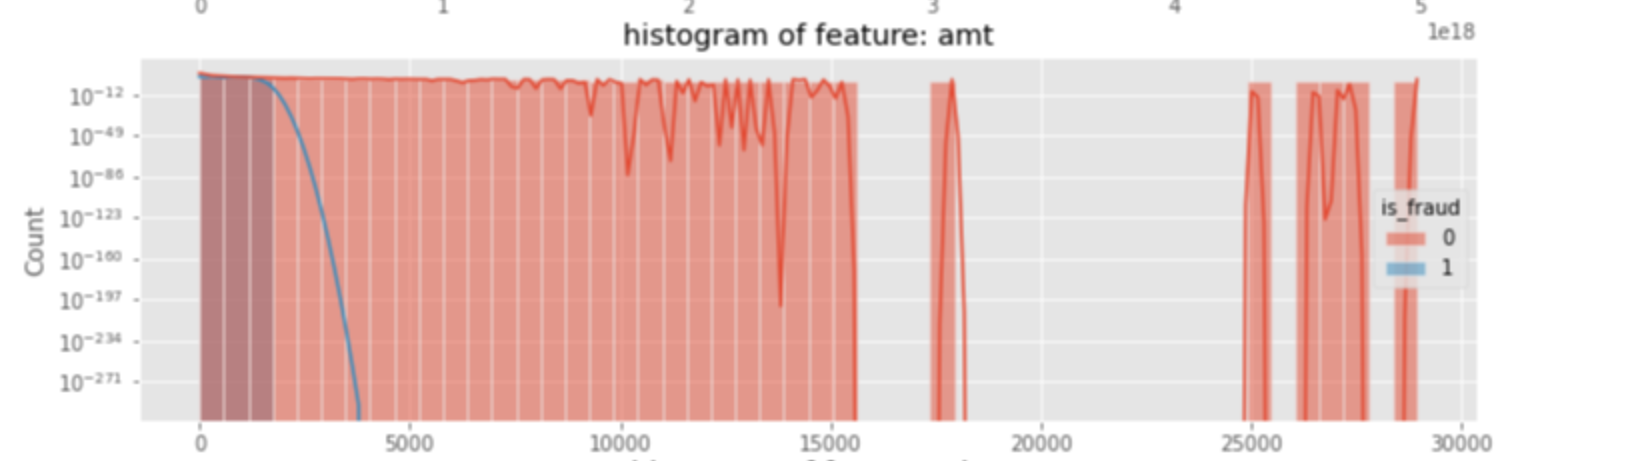 0 1 2 3 4 5
1e18
histogram of feature: amt
10⁻¹²
10⁻⁴⁹
10⁻⁸⁶
10⁻¹²³
10⁻¹⁶⁰
10⁻¹⁹⁷
10⁻²³⁴
10⁻²⁷¹
Count
is_fraud
0
1
0 5000 10000 15000 20000 25000 30000